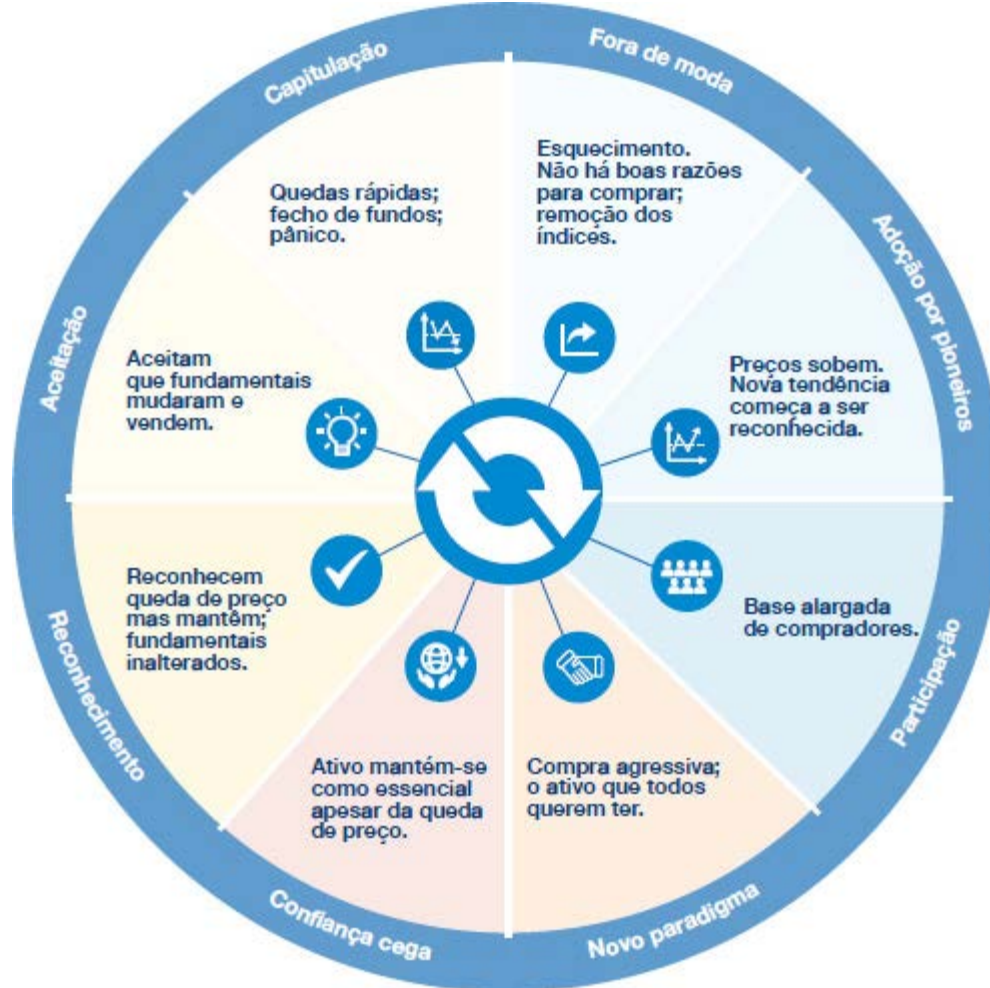 Fora de moda
Esquecimento.
Não há boas razões
para comprar;
remoção dos
índices.
Adoção por pioneiros
Preços sobem.
Nova tendência
começa a ser
reconhecida.
Participação
Base alargada
de compradores.
Novo paradigma
Compra agressiva;
o ativo que todos
querem ter.
Confiança cega
Ativo mantém-se
como essencial
apesar da queda
de preço.
Reconhecimento
Reconhecem
queda de preço
mas mantêm;
fundamentais
inalterados.
Aceitação
Aceitam
que fundamentais
mudaram e
vendem.
Capitulação
Quedas rápidas;
fecho de fundos;
pânico.